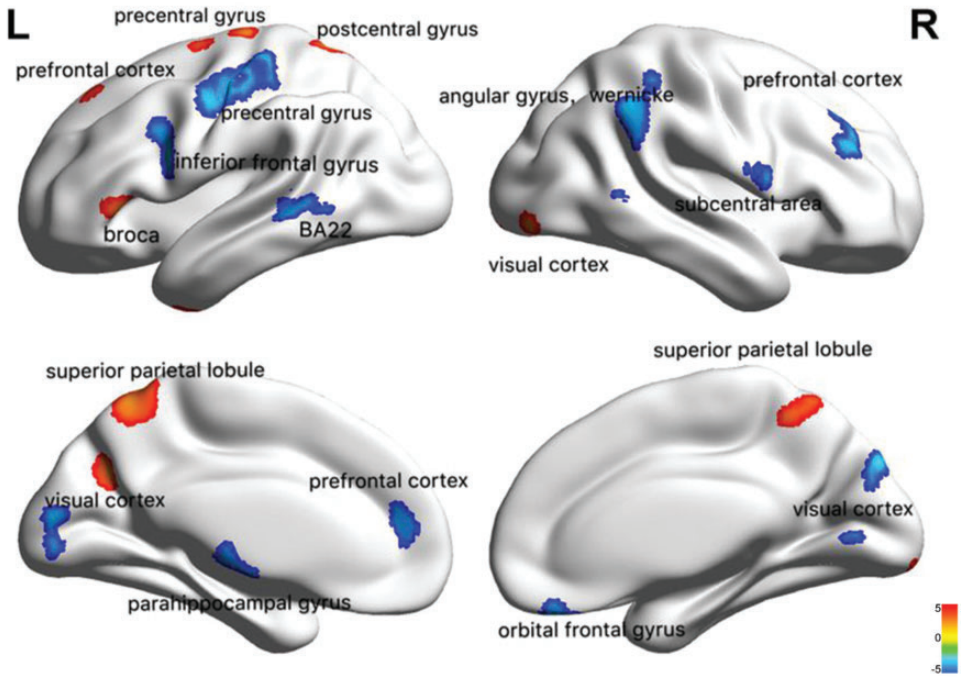 L
R
precentral gyrus
postcentral gyrus
prefrontal cortex
precentral gyrus
inferior frontal gyrus
broca
BA22
prefrontal cortex
angular gyrus, wernicke
subcentral area
visual cortex
superior parietal lobule
prefrontal cortex
visual cortex
parahippocampal gyrus
superior parietal lobule
visual cortex
orbital frontal gyrus
5
0
-5